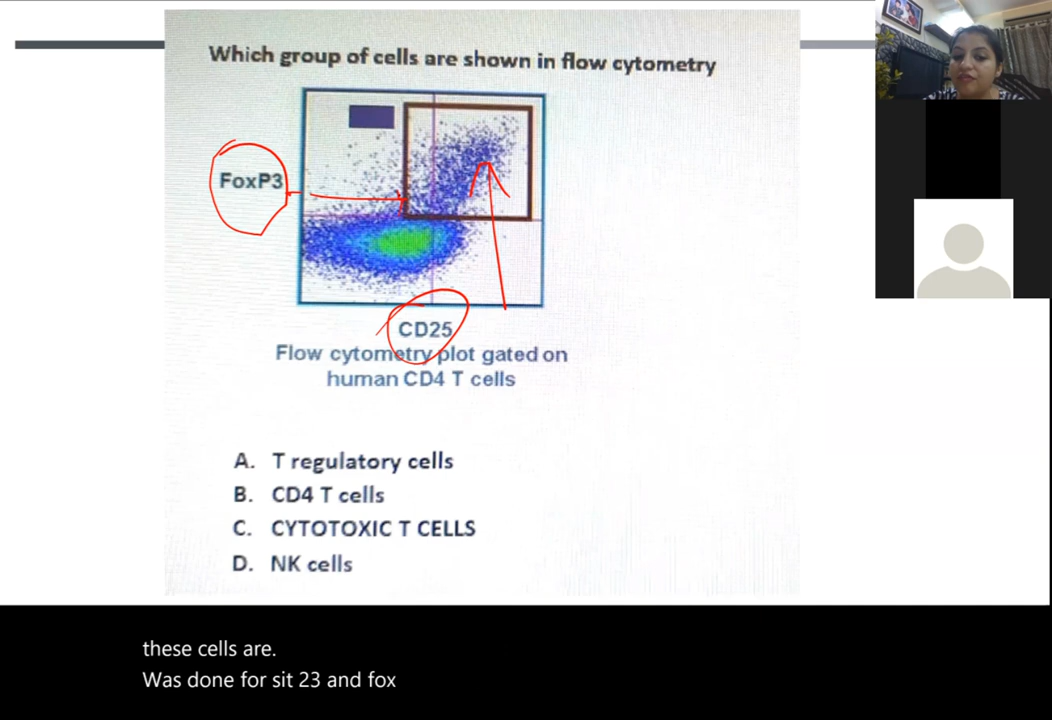 Which group of cells are shown in flow cytometry
FoxP3
CD25
Flow cytometry plot gated on
human CD4 T cells
A. T regulatory cells
B. CD4 T cells
C. CYTOTOXIC T CELLS
D. NK cells
these cells are.
Was done for sit 23 and fox